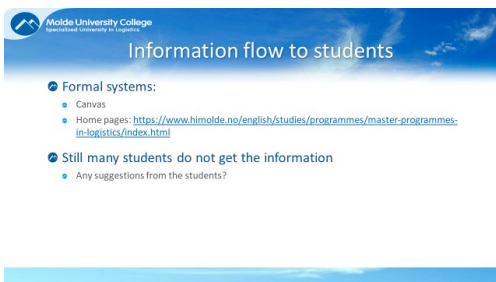 Molde University College
Specialized University in Logistics
Information flow to students
Formal systems:
Canvas
Home pages: https://www.himolde.no/english/studies/programmes/master-programmes-
in-logistics/index.html
Still many students do not get the information
Any suggestions from the students?